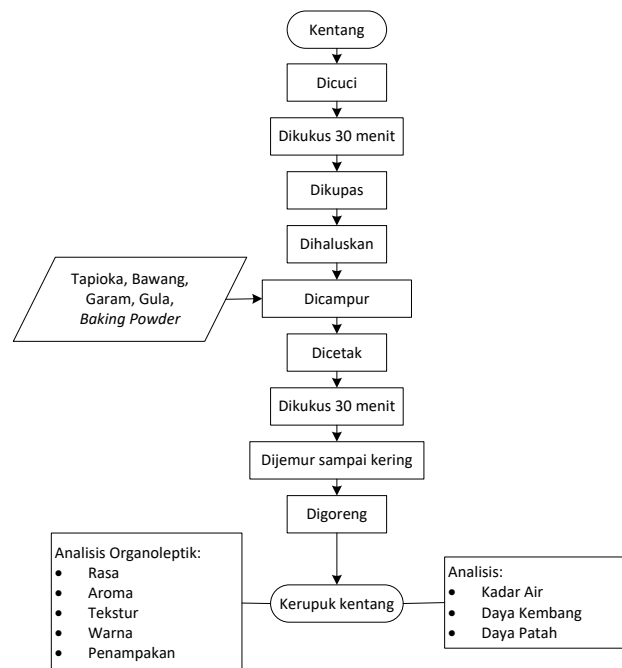 Kentang
Dicuci
Dikukus 30 menit
Dikupas
Dihaluskan
Tapioka, Bawang,
Garam, Gula,
Baking Powder
Dicampur
Dicetak
Dikukus 30 menit
Dijemur sampai kering
Digoreng
Analisis Organoleptik:
• Rasa
• Aroma
• Tekstur
• Warna
• Penampakan
Kerupuk kentang
Analisis:
• Kadar Air
• Daya Kembang
• Daya Patah